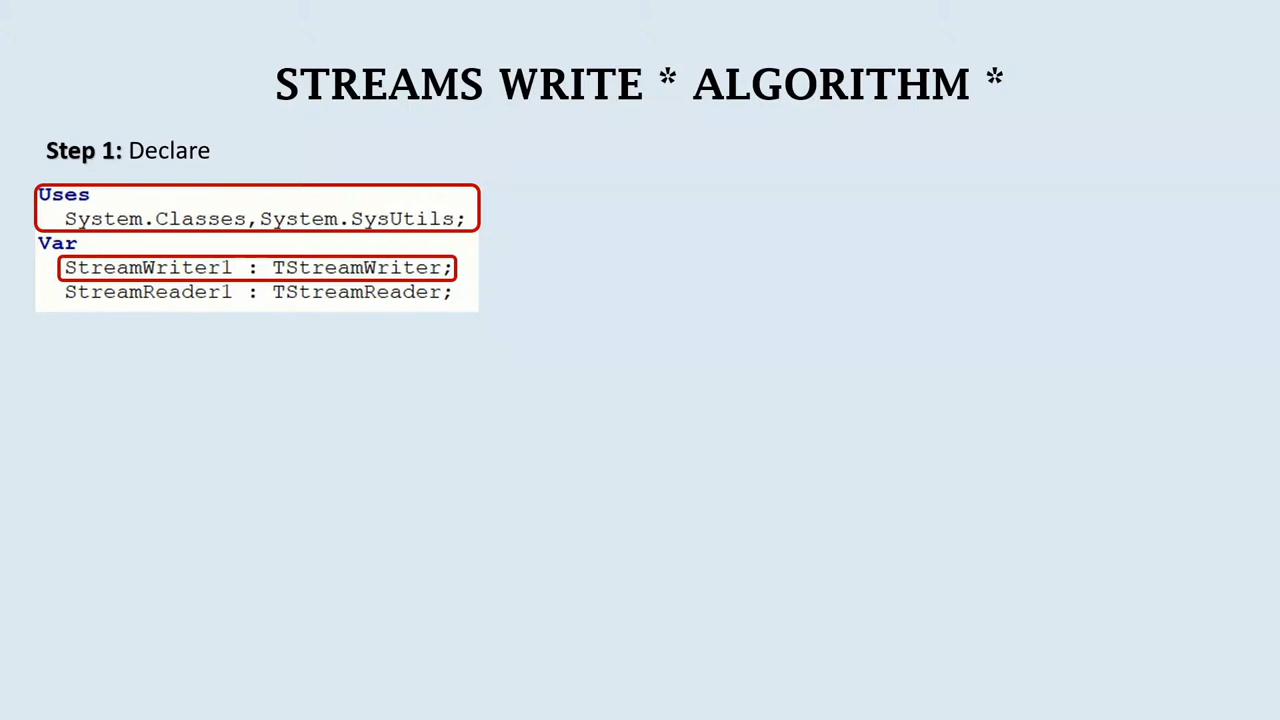 STREAMS WRITE * ALGORITHM *
Step 1: Declare
Uses
System.Classes,System.SysUtils;
Var
StreamWriter1 : TStreamWriter;
StreamReader1 : TStreamReader;